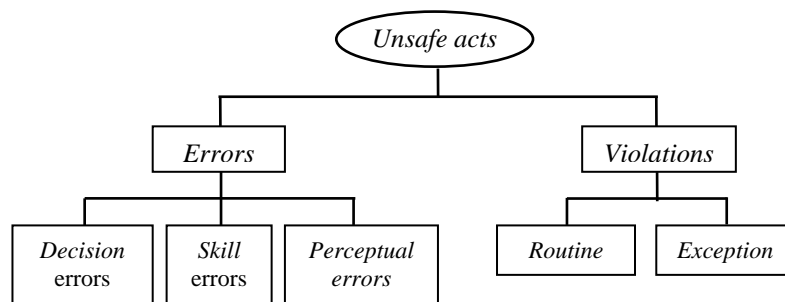 Unsafe acts
Errors
Violations
Decision
errors
Skill
errors
Perceptual
errors
Routine
Exception